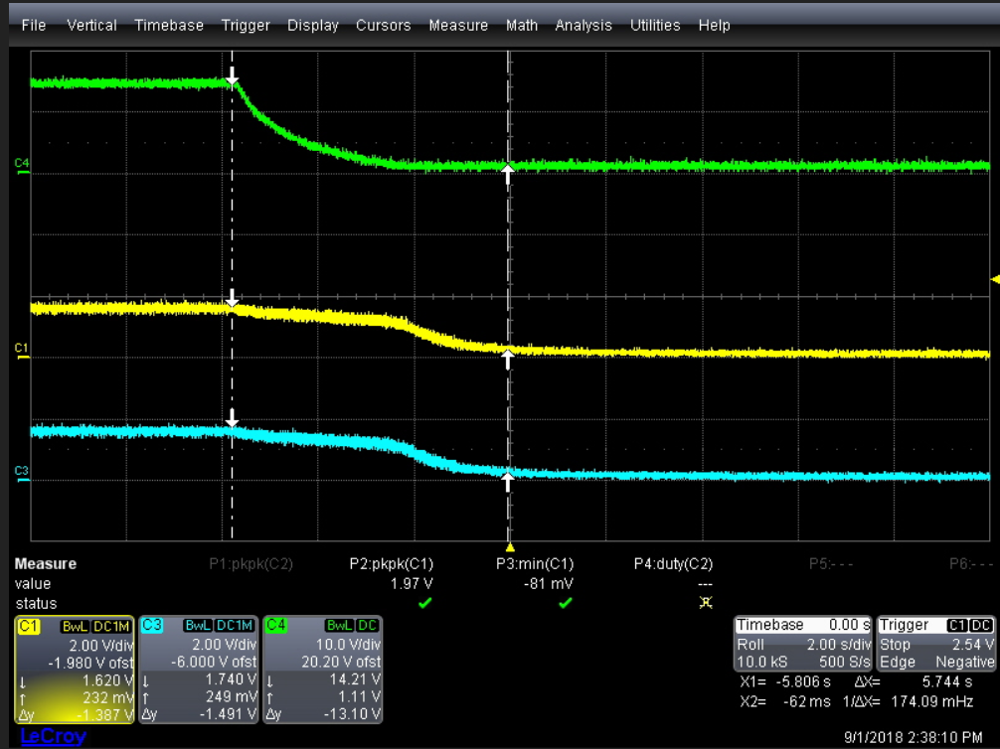 File Vertical Timebase Trigger Display Cursors Measure Math Analysis Utilities Help
C4
C1
C3
Measure P1:pkpk(C2) P2:pkpk(C1) P3:min(C1) P4:duty(C2) P5:--- P6:---
value 1.97 V -81 mV ---
status
C1 BwL DC1M
2.00 V/div
-1.980 V ofst
↓ 1.620 V
↑ 232 mV
Δy -1.387 V
C3 BwL DC1M
2.00 V/div
-6.000 V ofst
↓ 1.740 V
↑ 249 mV
Δy -1.491 V
C4 BwL DC
10.0 V/div
20.20 V ofst
↓ 14.21 V
↑ 1.11 V
Δy -13.10 V
Timebase 0.00 s
Roll 2.00 s/div
10.0 kS 500 S/s
Trigger C1 DC
Stop 2.54 V
Edge Negative
X1= -5.806 s ΔX= 5.744 s
X2= -62 ms 1/ΔX= 174.09 mHz
LeCroy
9/1/2018 2:38:10 PM